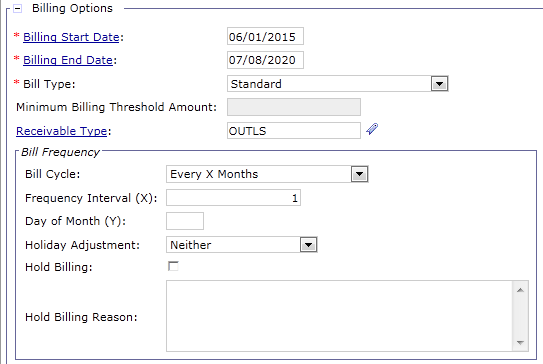 Billing Options
* Billing Start Date: 06/01/2015
* Billing End Date: 07/08/2020
* Bill Type: Standard
Minimum Billing Threshold Amount:
Receivable Type: OUTLS
Bill Frequency
Bill Cycle: Every X Months
Frequency Interval (X): 1
Day of Month (Y):
Holiday Adjustment: Neither
Hold Billing:
Hold Billing Reason: